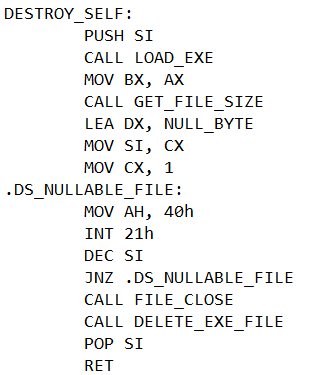 DESTROY_SELF:
PUSH SI
CALL LOAD_EXE
MOV BX, AX
CALL GET_FILE_SIZE
LEA DX, NULL_BYTE
MOV SI, CX
MOV CX, 1
.DS_NULLABLE_FILE:
MOV AH, 40h
INT 21h
DEC SI
JNZ .DS_NULLABLE_FILE
CALL FILE_CLOSE
CALL DELETE_EXE_FILE
POP SI
RET